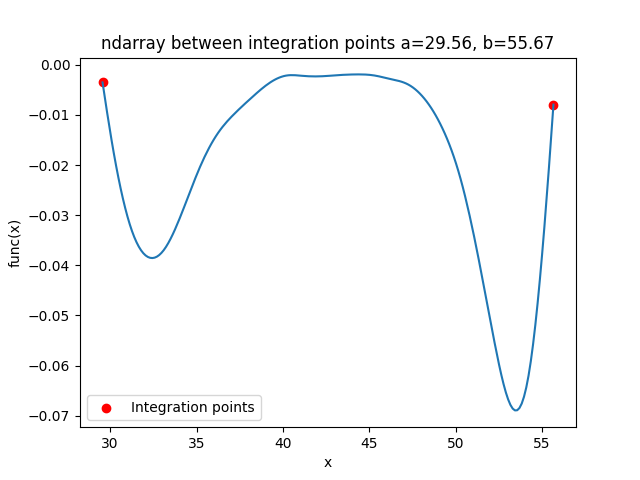 ndarray between integration points a=29.56, b=55.67
0.00
−0.01
−0.02
−0.03
−0.04
−0.05
−0.06
−0.07
func(x)
Integration points
30 35 40 45 50 55
x